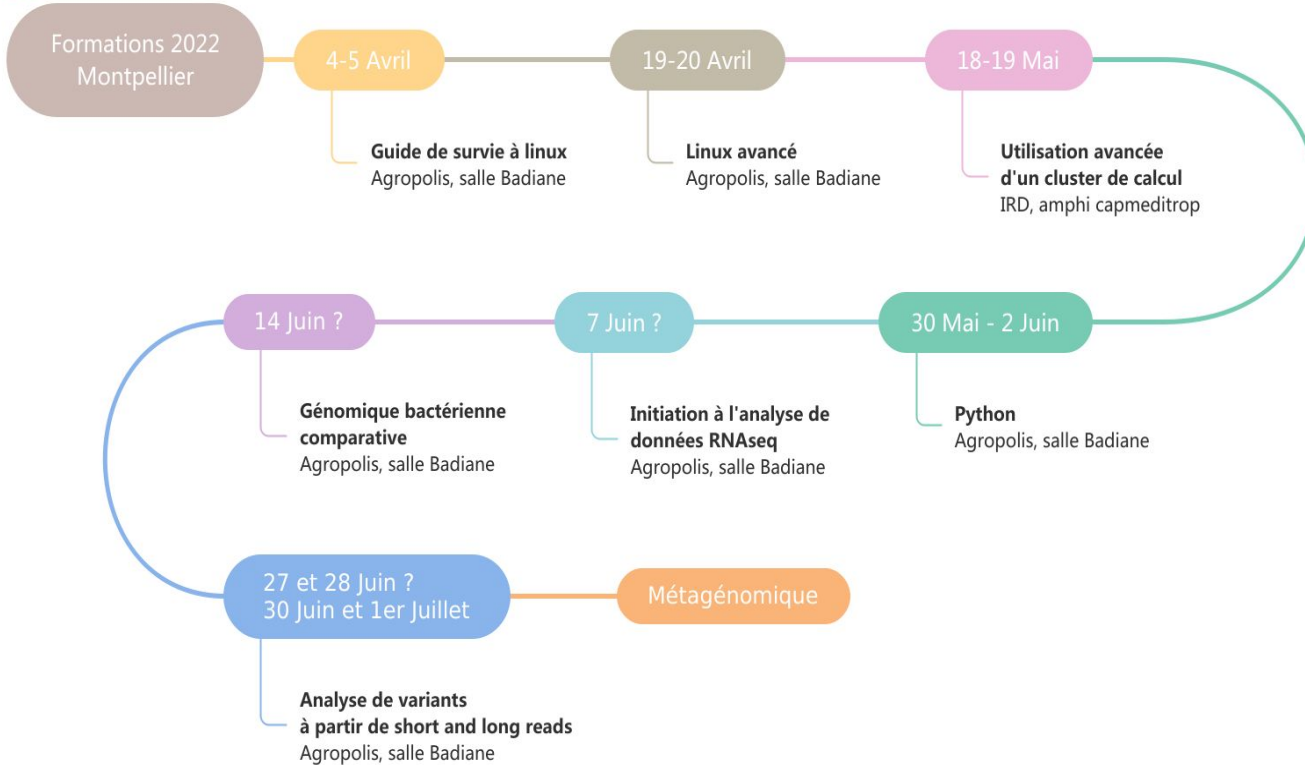 Formations 2022
Montpellier
4-5 Avril
Guide de survie à linux
Agropolis, salle Badiane
19-20 Avril
Linux avancé
Agropolis, salle Badiane
18-19 Mai
Utilisation avancée
d'un cluster de calcul
IRD, amphi capmeditrop
30 Mai - 2 Juin
Python
Agropolis, salle Badiane
7 Juin ?
Initiation à l'analyse de
données RNAseq
Agropolis, salle Badiane
14 Juin ?
Génomique bactérienne
comparative
Agropolis, salle Badiane
27 et 28 Juin ?
30 Juin et 1er Juillet
Analyse de variants
à partir de short and long reads
Agropolis, salle Badiane
Métagénomique